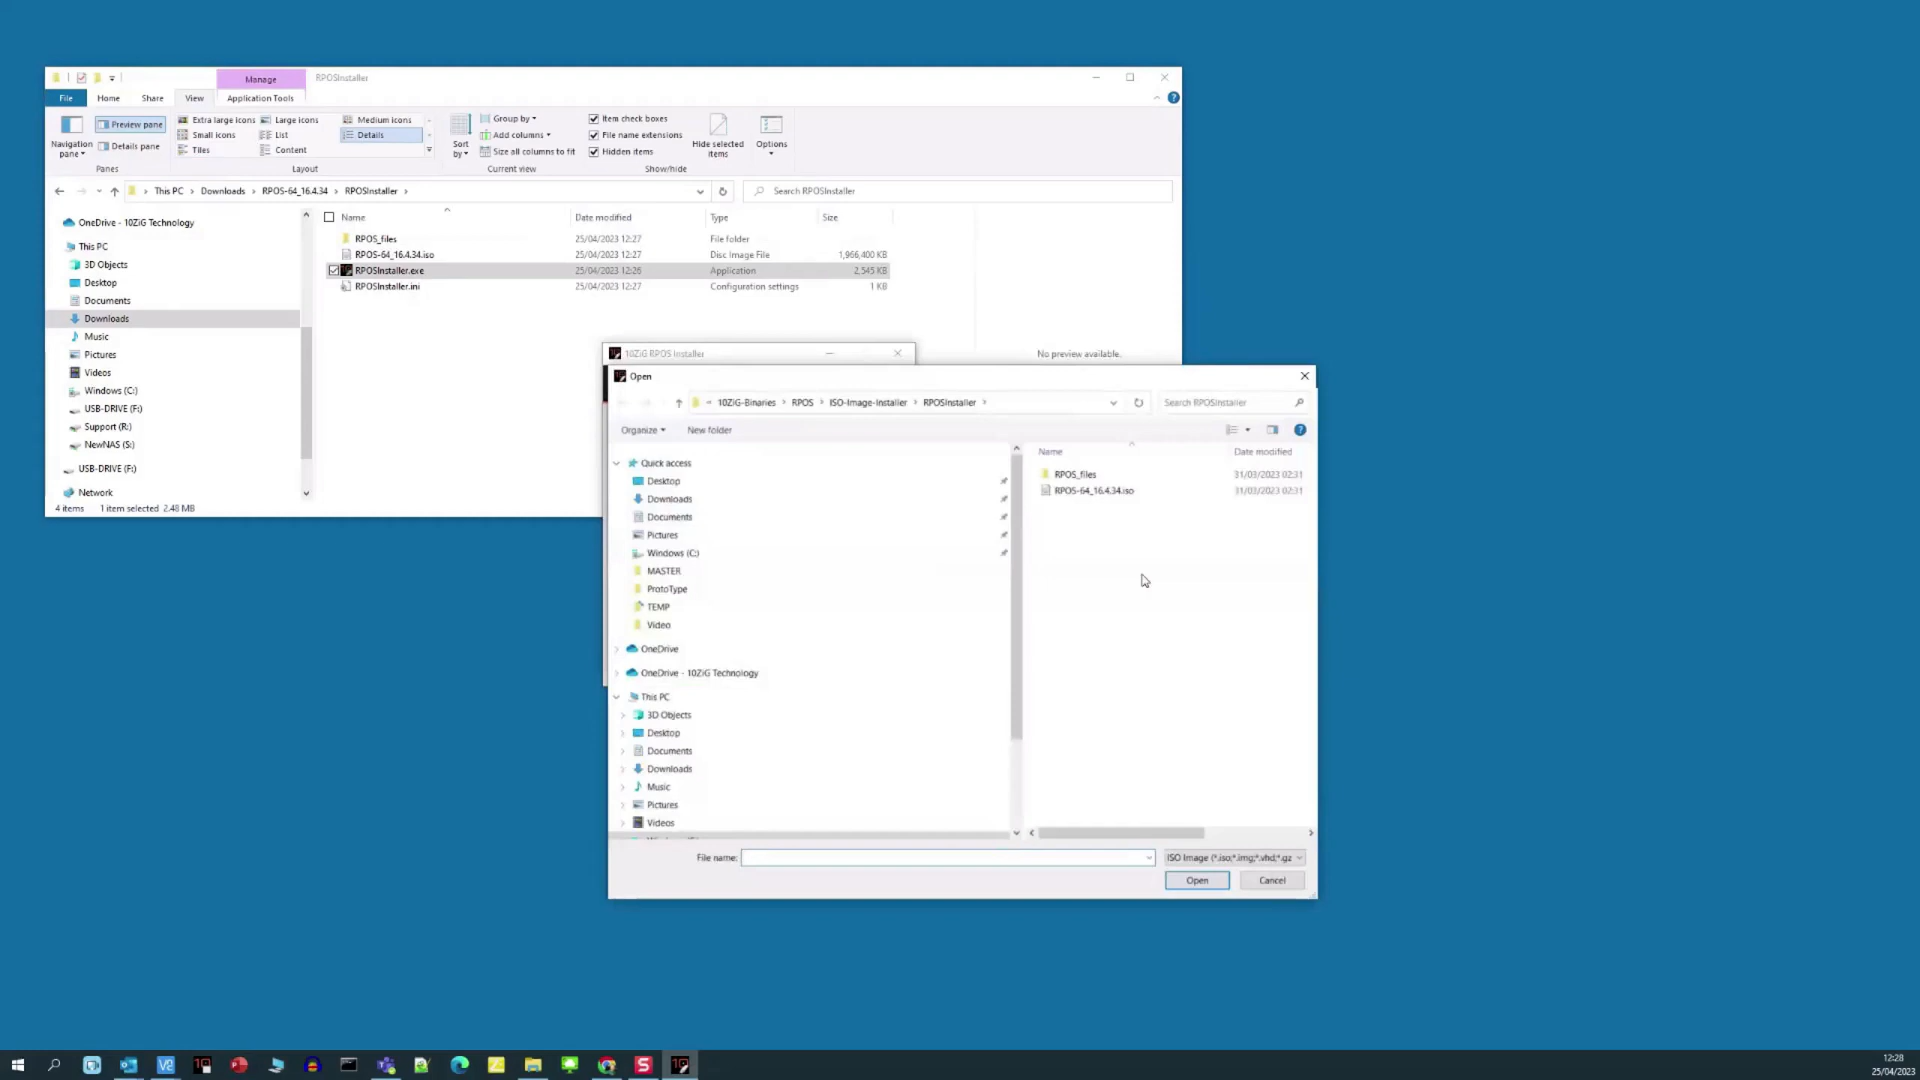 Manage
RPOSInstaller
File
Home
Share
View
Application Tools
Navigation pane
Preview pane
Details pane
Panes
Extra large icons
Large icons
Medium icons
Small icons
List
Details
Tiles
Content
Layout
Sort by
Group by
Add columns
Size all columns to fit
Current view
Item check boxes
File name extensions
Hidden items
Hide selected items
Show/hide
Options
This PC
Downloads
RPOS-64_16.4.34
RPOSInstaller
Search RPOSInstaller
OneDrive - 10ZiG Technology
This PC
3D Objects
Desktop
Documents
Downloads
Music
Pictures
Videos
Windows (C:)
USB-DRIVE (F:)
Support (R:)
NewNAS (S:)
USB-DRIVE (F:)
Network
4 items
1 item selected 2.48 MB
Name
Date modified
Type
Size
RPOS_files
25/04/2023 12:27
File folder
RPOS-64_16.4.34.iso
25/04/2023 12:27
Disc Image File
1,966,400 KB
RPOSInstaller.exe
25/04/2023 12:26
Application
2,545 KB
RPOSInstaller.ini
25/04/2023 12:27
Configuration settings
1 KB
No preview available.
10ZiG RPOS Installer
Open
10ZiG-Binaries
RPOS
ISO-Image-Installer
RPOSInstaller
Search RPOSInstaller
Organize
New folder
Quick access
Desktop
Downloads
Documents
Pictures
Windows (C:)
MASTER
ProtoType
TEMP
Video
OneDrive
OneDrive - 10ZiG Technology
This PC
3D Objects
Desktop
Documents
Downloads
Music
Pictures
Videos
Name
Date modified
RPOS_files
31/03/2023 02:31
RPOS-64_16.4.34.iso
31/03/2023 02:31
File name:
ISO Image (*.iso;*.img;*.vhd;*.gz
Open
Cancel
12:28
25/04/2023